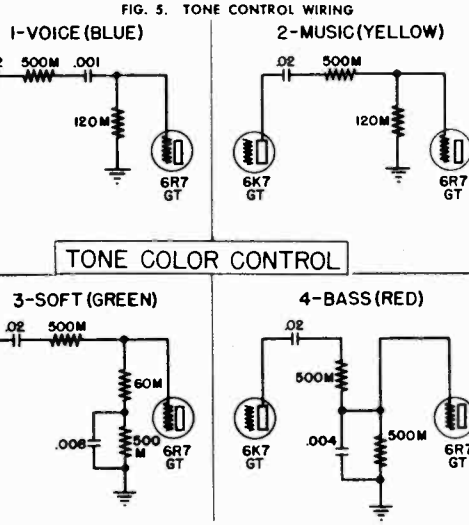 FIG. 5. TONE CONTROL WIRING
1-VOICE (BLUE)
2 500M .001
120M
6R7
GT
2-MUSIC (YELLOW)
.02 500M
120M
6K7
GT
6R7
GT
TONE COLOR CONTROL
3-SOFT (GREEN)
.02 500M
60M
.006
500
M
6R7
GT
4-BASS (RED)
.02
500M
.004
500M
6K7
GT
6R7
GT